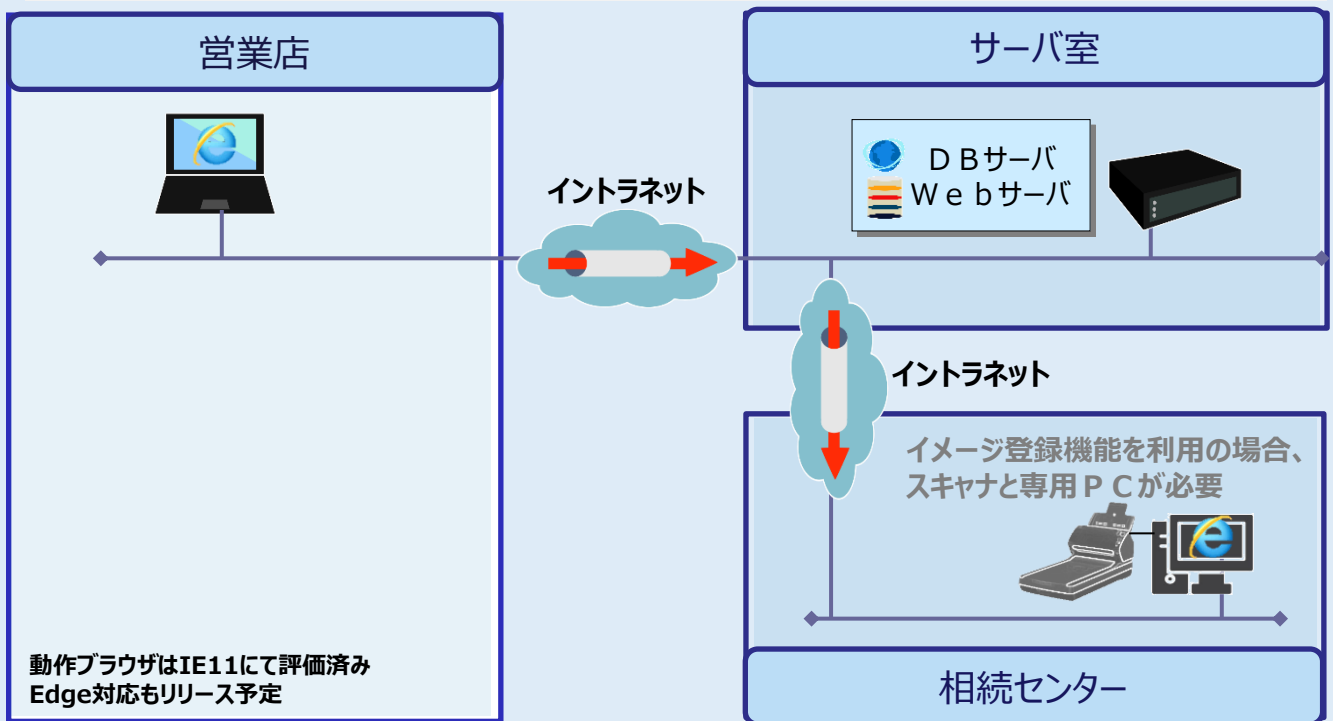 営業店
サーバ室
ＤＢサーバ
Ｗｅｂサーバ
イントラネット
イントラネット
イメージ登録機能を利用の場合、
スキャナと専用ＰＣが必要
動作ブラウザはIE11にて評価済み
Edge対応もリリース予定
相続センター